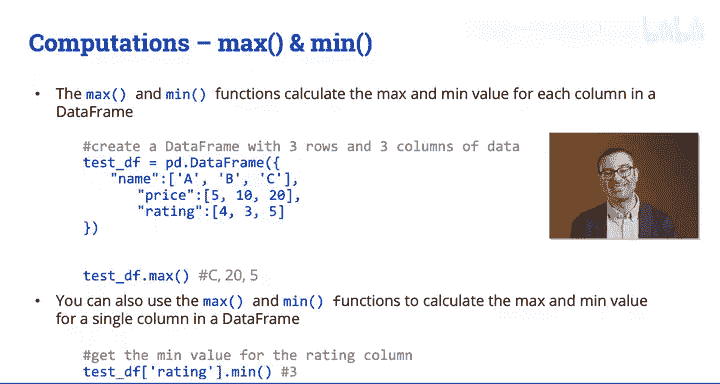 Computations – max() & min()
• The max() and min() functions calculate the max and min value for each column in a
DataFrame
#create a DataFrame with 3 rows and 3 columns of data
test_df = pd.DataFrame({
"name":['A', 'B', 'C'],
"price":[5, 10, 20],
"rating":[4, 3, 5]
})
test_df.max() #C, 20, 5
• You can also use the max() and min() functions to calculate the max and min value
for a single column in a DataFrame
#get the min value for the rating column
test_df['rating'].min() #3